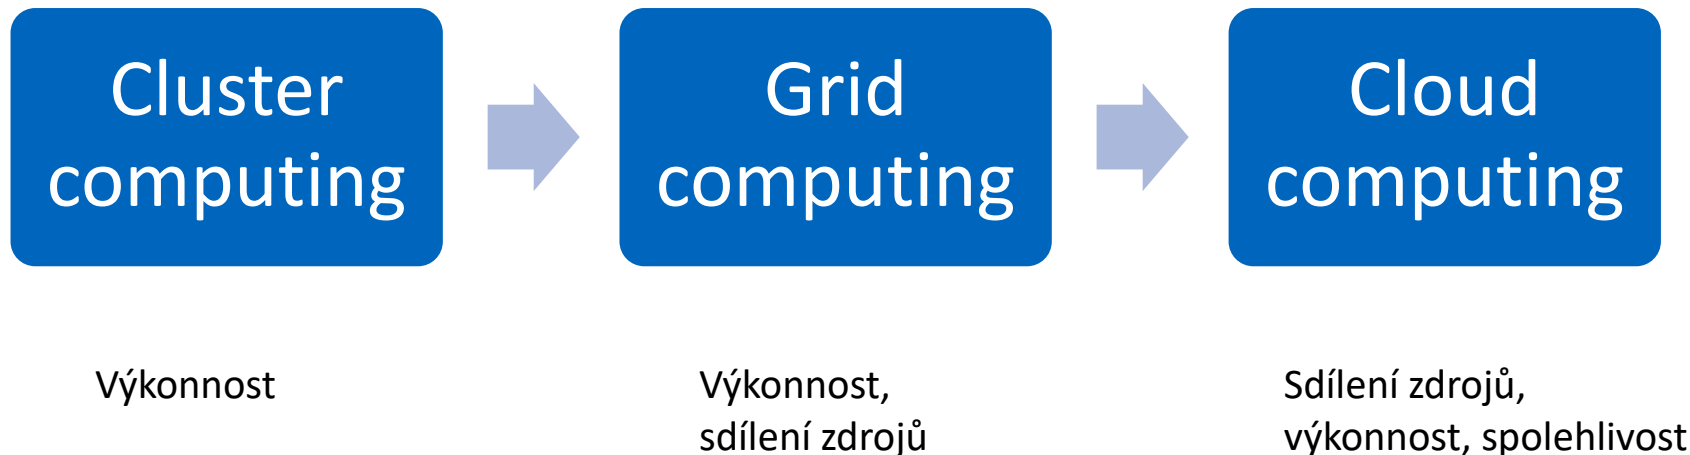 Cluster
computing
Grid
computing
Cloud
computing
Výkonnost
Výkonnost,
sdílení zdrojů
Sdílení zdrojů,
výkonnost, spolehlivost